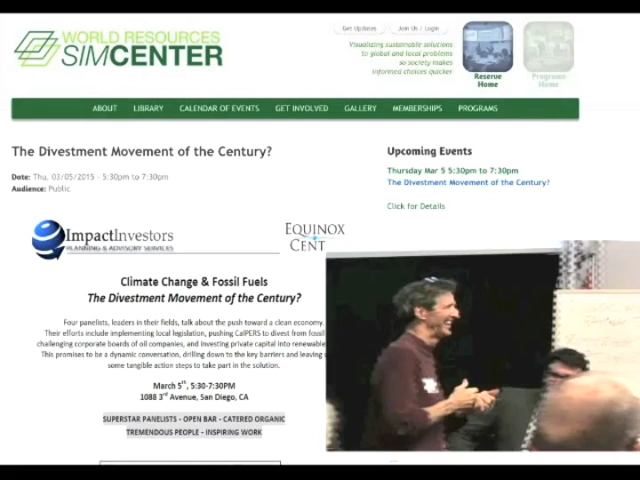 WORLD RESOURCES
SIMCENTER
Get Updates
Join Us / Login
Visualizing sustainable solutions
to global and local problems
so society makes
informed choices quicker
Reserve
Home
Programs
Home
ABOUT LIBRARY CALENDAR OF EVENTS GET INVOLVED GALLERY MEMBERSHIPS PROGRAMS
The Divestment Movement of the Century?
Date: Thu, 03/05/2015 - 5:30pm to 7:30pm
Audience: Public
Upcoming Events
Thursday Mar 5 5:30pm to 7:30pm
The Divestment Movement of the Century?
Click for Details
ImpactInvestors
PLANNING & ADVISORY SERVICES
EQUINOX
CENT
Climate Change & Fossil Fuels
The Divestment Movement of the Century?
Four panelists, leaders in their fields, talk about the push toward a clean economy.
Their efforts include implementing local legislation, pushing CalPERS to divest from fossil
challenging corporate boards of oil companies, and investing private capital into renewable
This promises to be a dynamic conversation, drilling down to the key barriers and leaving
some tangible action steps to take part in the solution.
March 5th, 5:30-7:30PM
1088 3rd Avenue, San Diego, CA
SUPERSTAR PANELISTS - OPEN BAR - CATERED ORGANIC
TREMENDOUS PEOPLE - INSPIRING WORK